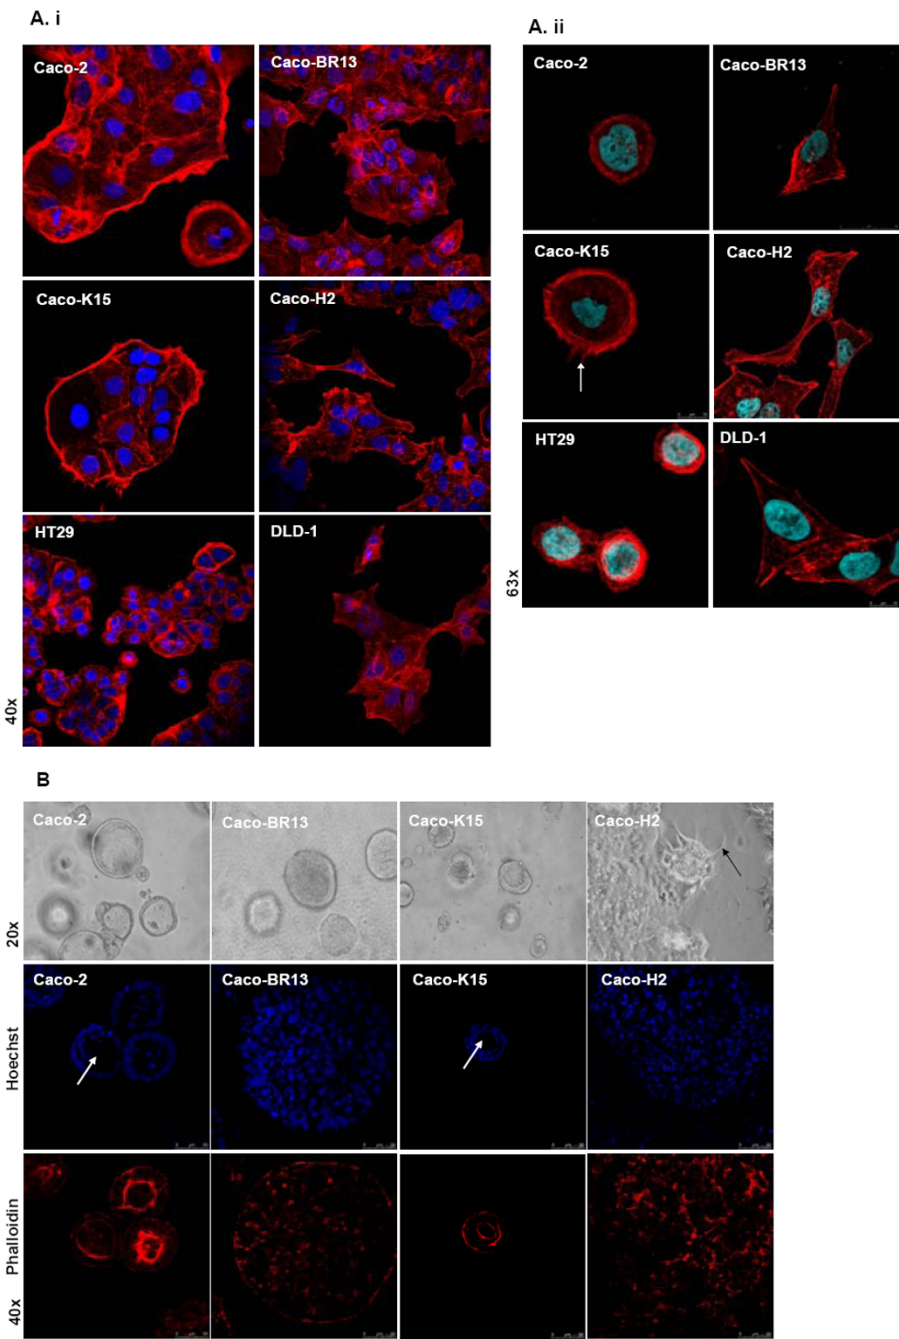 A. i
Caco-2
Caco-BR13
Caco-K15
Caco-H2
HT29
DLD-1
40x
A. ii
Caco-2
Caco-BR13
Caco-K15
Caco-H2
HT29
DLD-1
63x
B
Caco-2
Caco-BR13
Caco-K15
Caco-H2
20x
Caco-2
Caco-BR13
Caco-K15
Caco-H2
Hoechst
Phalloidin
40x